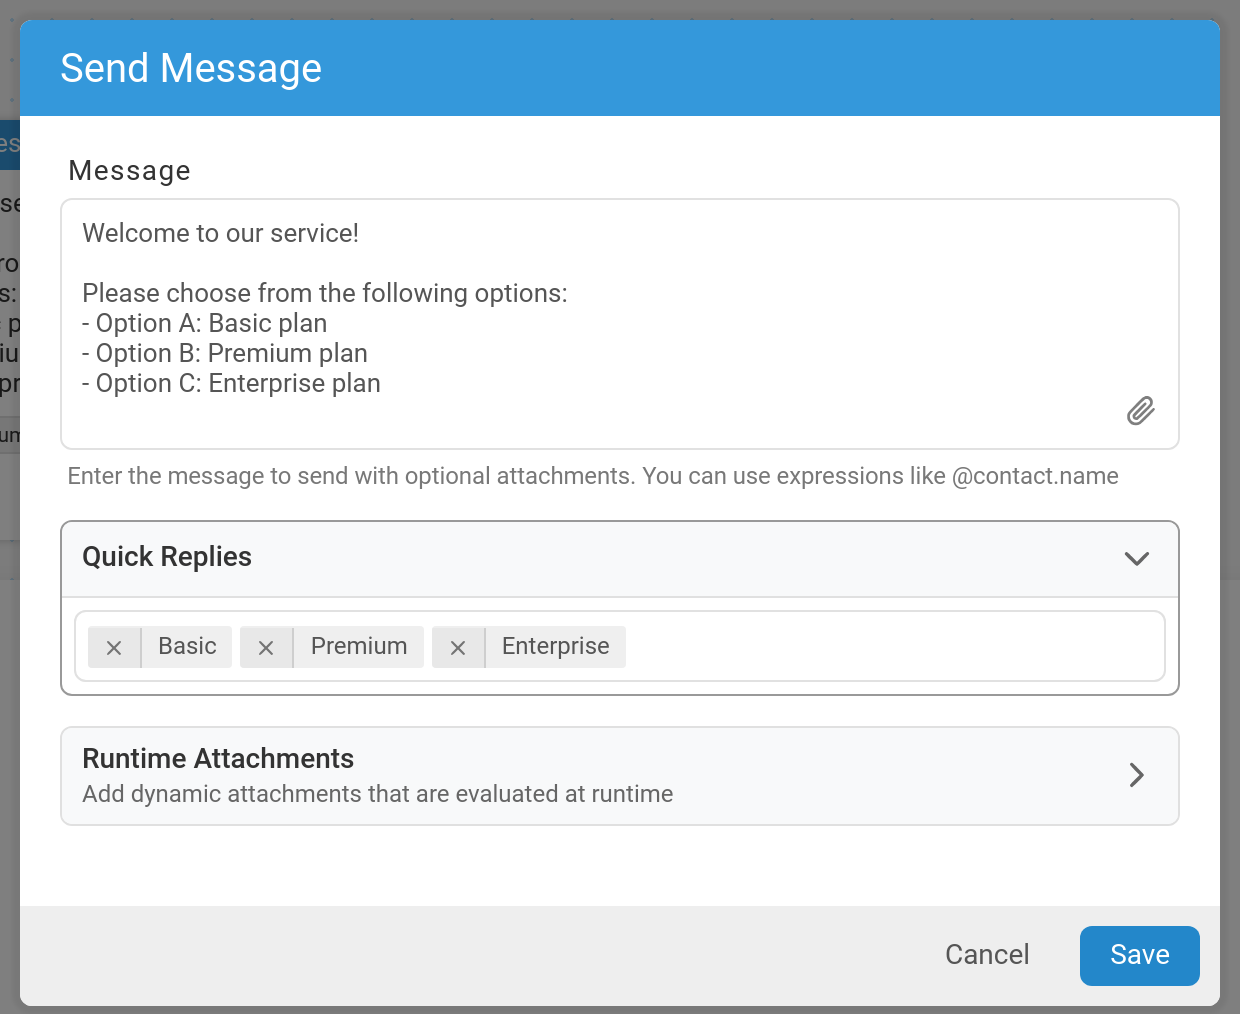 Send Message
Message
Welcome to our service!
Please choose from the following options:
- Option A: Basic plan
- Option B: Premium plan
- Option C: Enterprise plan
Enter the message to send with optional attachments. You can use expressions like @contact.name
Quick Replies
Basic
Premium
Enterprise
Runtime Attachments
Add dynamic attachments that are evaluated at runtime
Cancel
Save